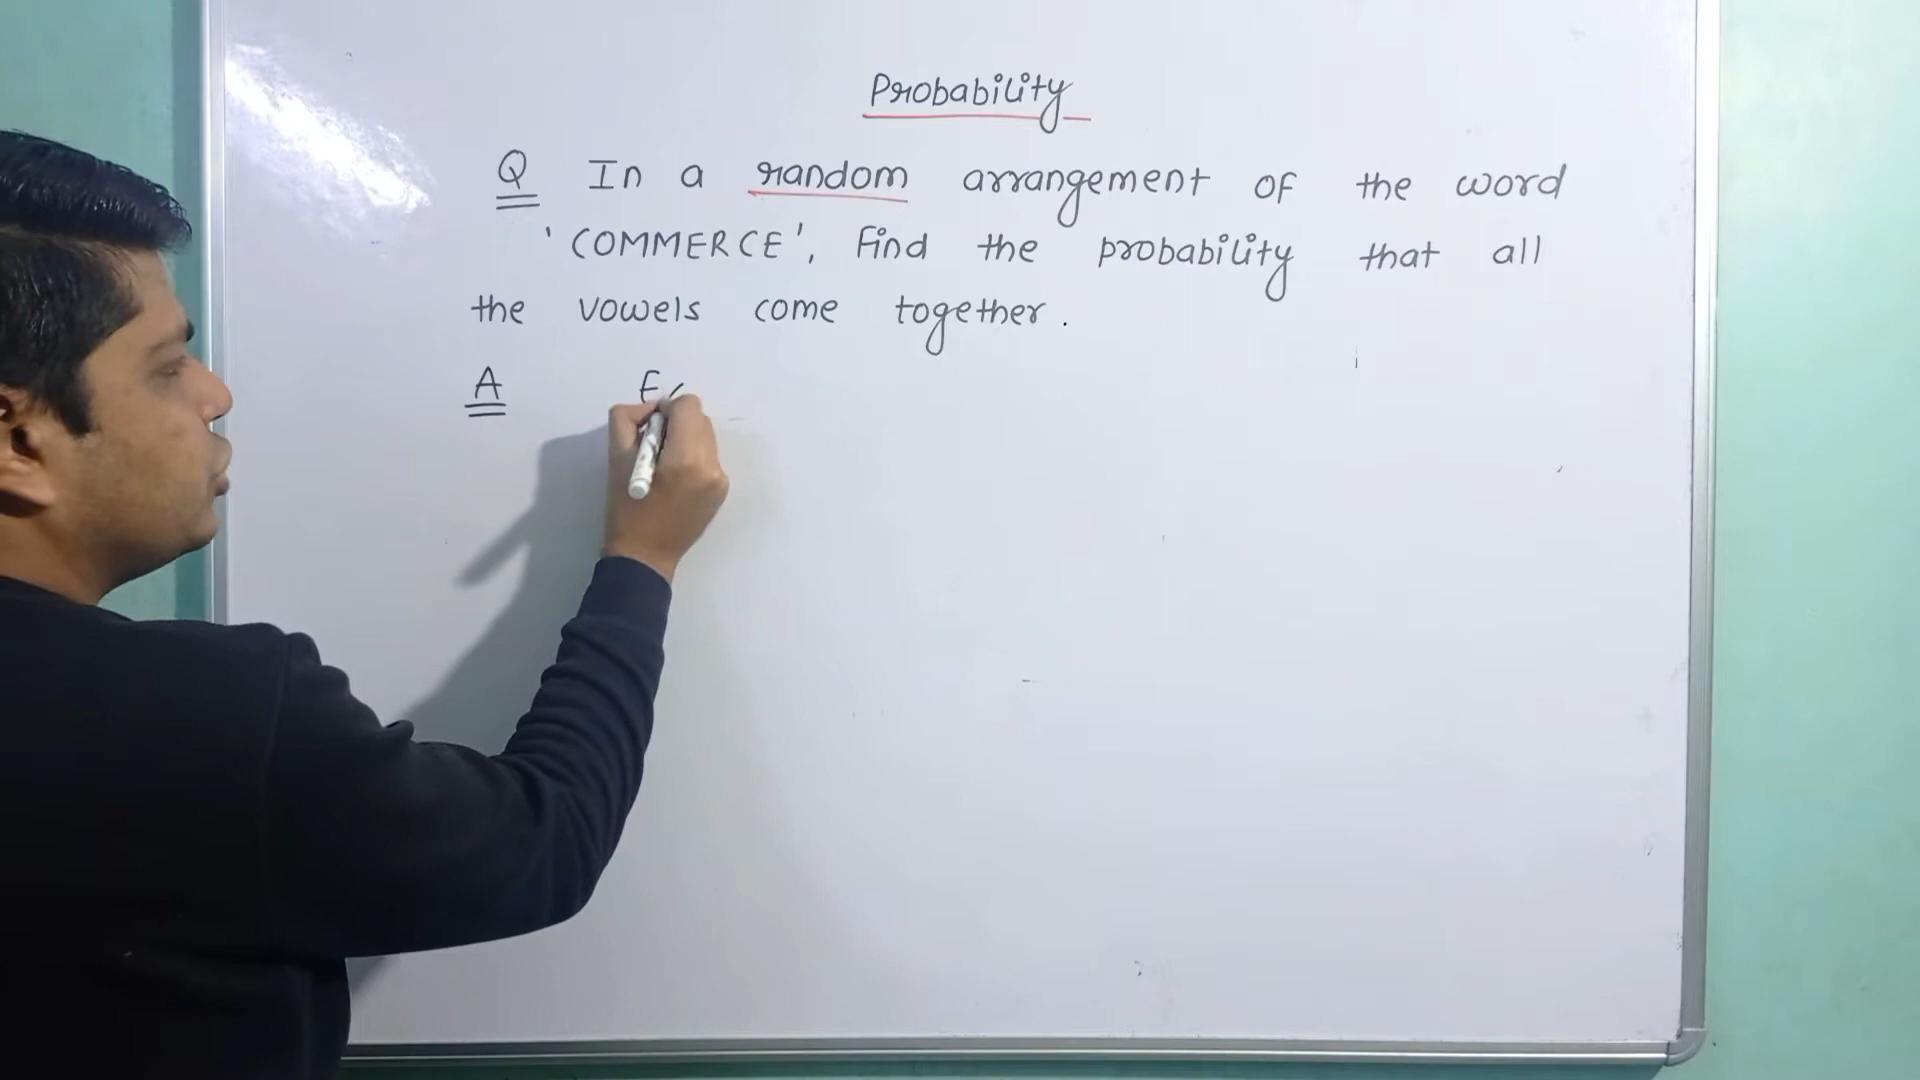 Probability
Q In a random arrangement of the word
'COMMERCE', Find the probability that all
the vowels come together.
A